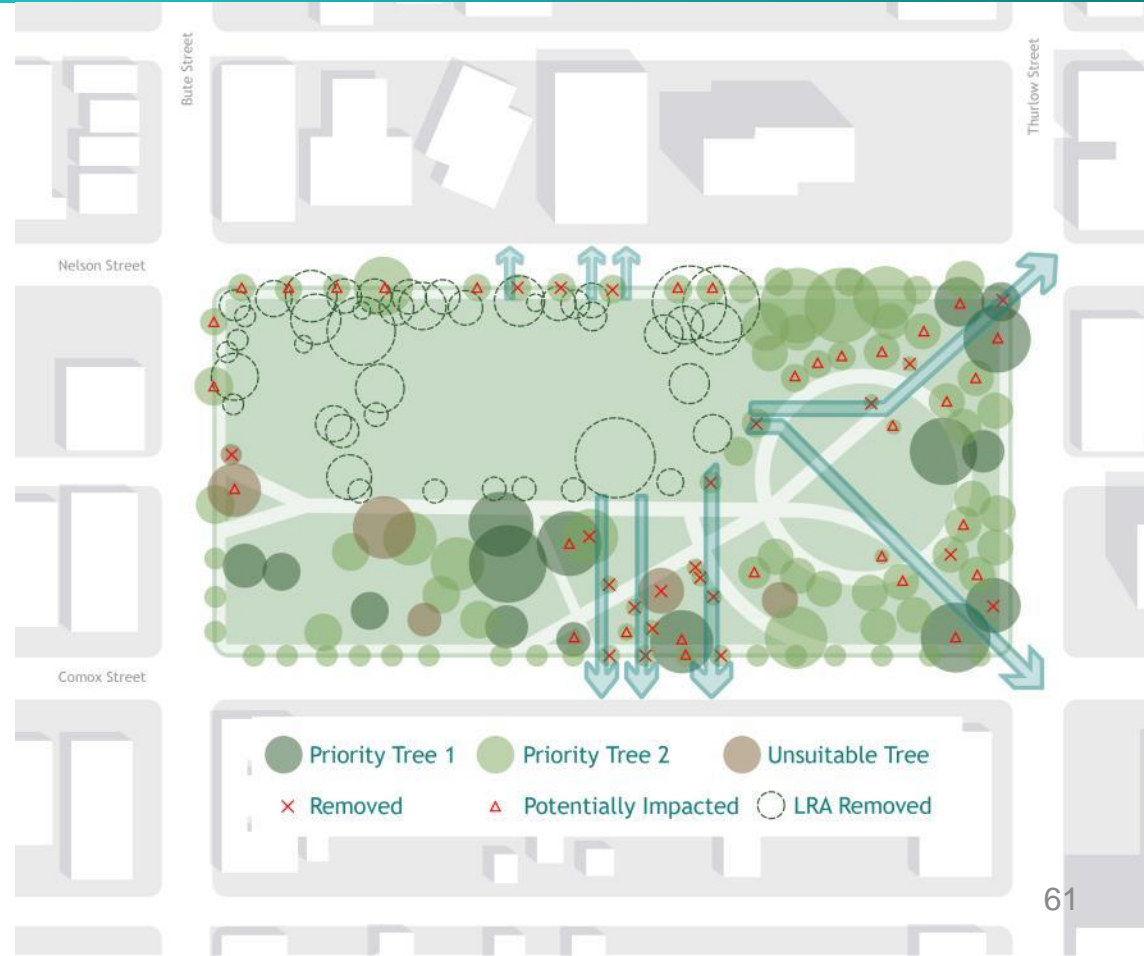 Bute Street
Thurlow Street
Nelson Street
Comox Street
Priority Tree 1
Priority Tree 2
Unsuitable Tree
Removed
Potentially Impacted
LRA Removed
61